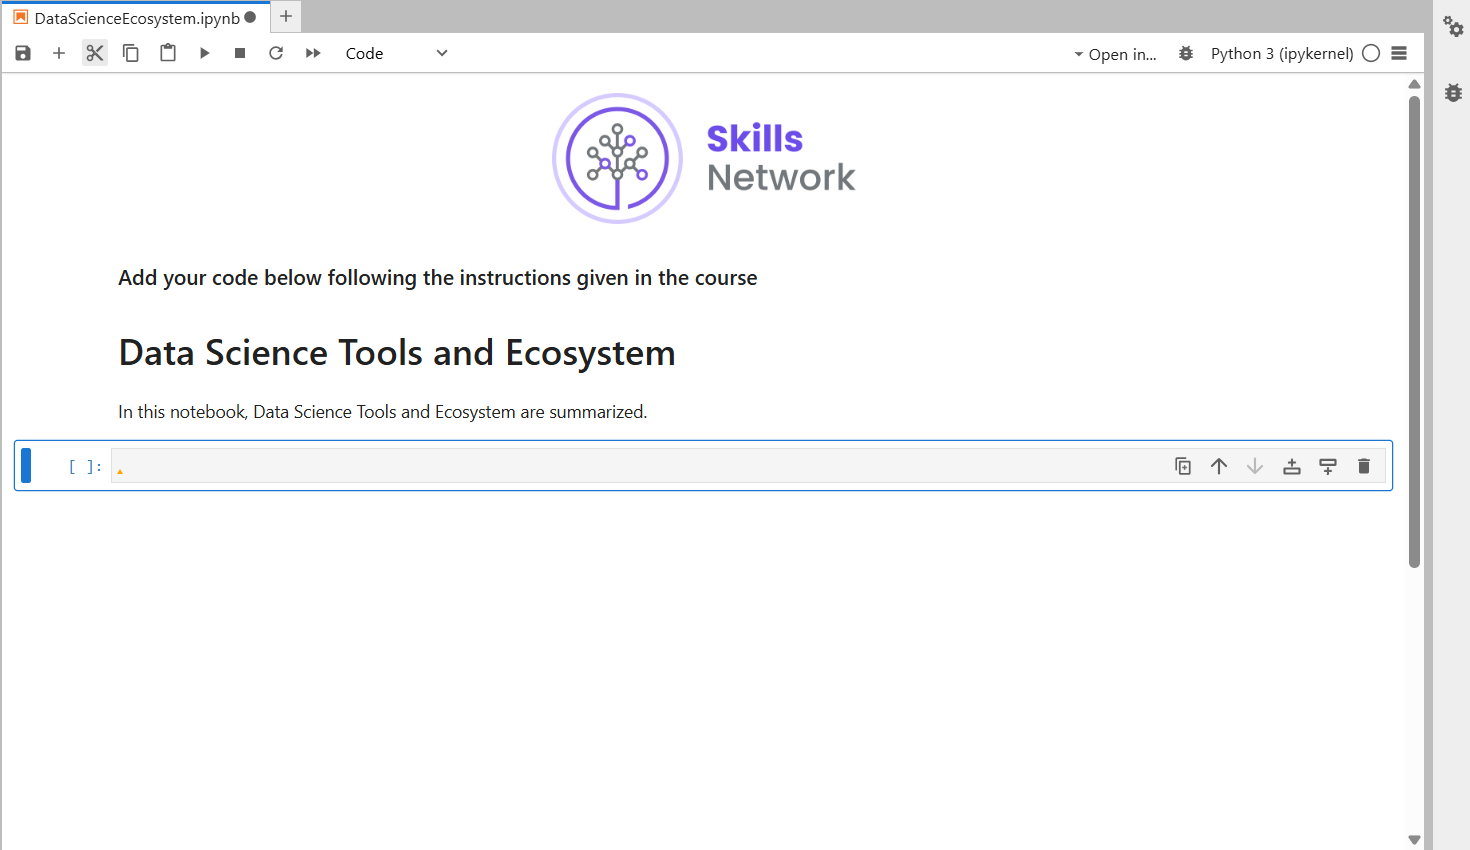 DataScienceEcosystem.ipynb
Code
Open in...
Python 3 (ipykernel)
Skills
Network
Add your code below following the instructions given in the course
Data Science Tools and Ecosystem
In this notebook, Data Science Tools and Ecosystem are summarized.
[ ]: